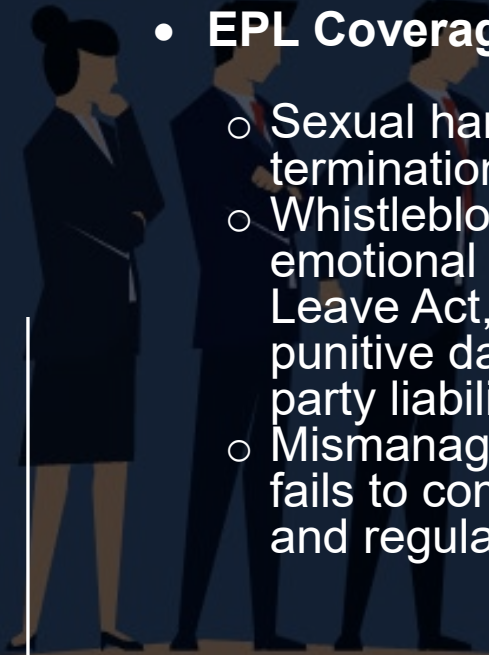 • EPL Coverag
○ Sexual har
termination
○ Whistleblo
emotional
Leave Act,
punitive da
party liabili
○ Mismanag
fails to con
and regula